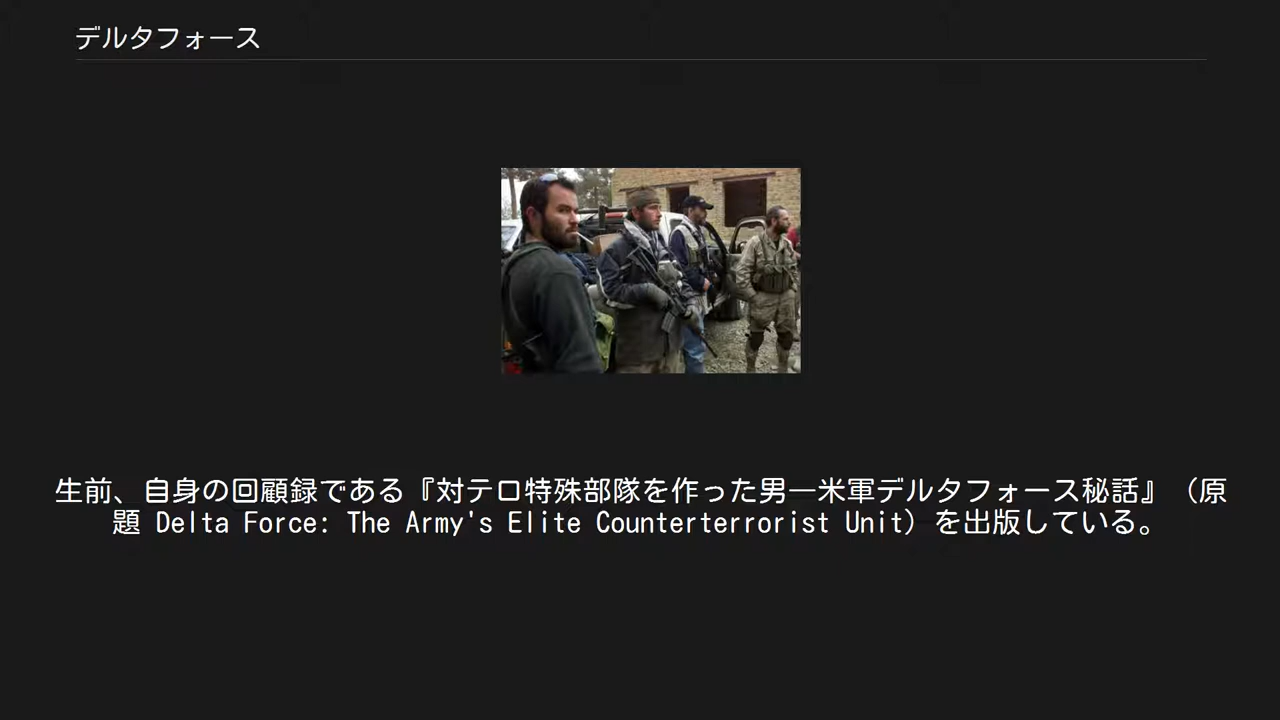 デルタフォース
生前、自身の回顧録である『対テロ特殊部隊を作った男―米軍デルタフォース秘話』（原
題 Delta Force: The Army's Elite Counterterrorist Unit）を出版している。